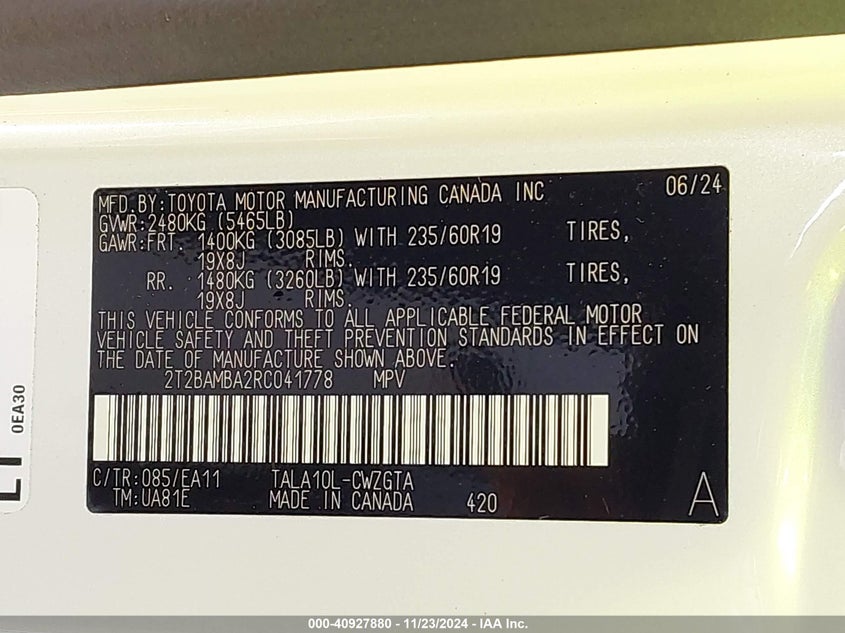 MFD.BY:TOYOTA MOTOR MANUFACTURING CANADA INC 06/24
GVWR:2480KG (5465LB)
GAWR:FRT. 1400KG (3085LB) WITH 235/60R19 TIRES,
19X8J RIMS
RR. 1480KG (3260LB) WITH 235/60R19 TIRES,
19X8J RIMS
THIS VEHICLE CONFORMS TO ALL APPLICABLE FEDERAL MOTOR
VEHICLE SAFETY AND THEFT PREVENTION STANDARDS IN EFFECT ON
THE DATE OF MANUFACTURE SHOWN ABOVE.
2T2BAMBA2RC041778 MPV
C/TR:085/EA11 TALA10L-CWZGTA
TM:UA81E MADE IN CANADA 420 A
0EA30
000-40927880 - 11/23/2024 - IAA Inc.